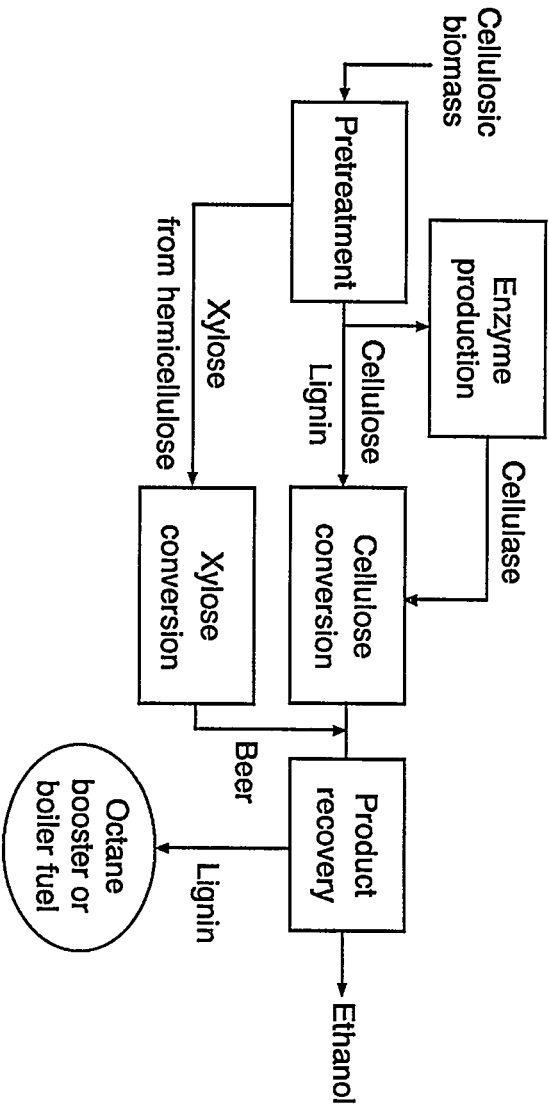 Cellulosic
biomass
Pretreatment
Enzyme
production
Cellulase
Cellulose
Lignin
Cellulose
conversion
Xylose
from hemicellulose
Xylose
conversion
Beer
Product
recovery
Ethanol
Lignin
Octane
booster or
boiler fuel